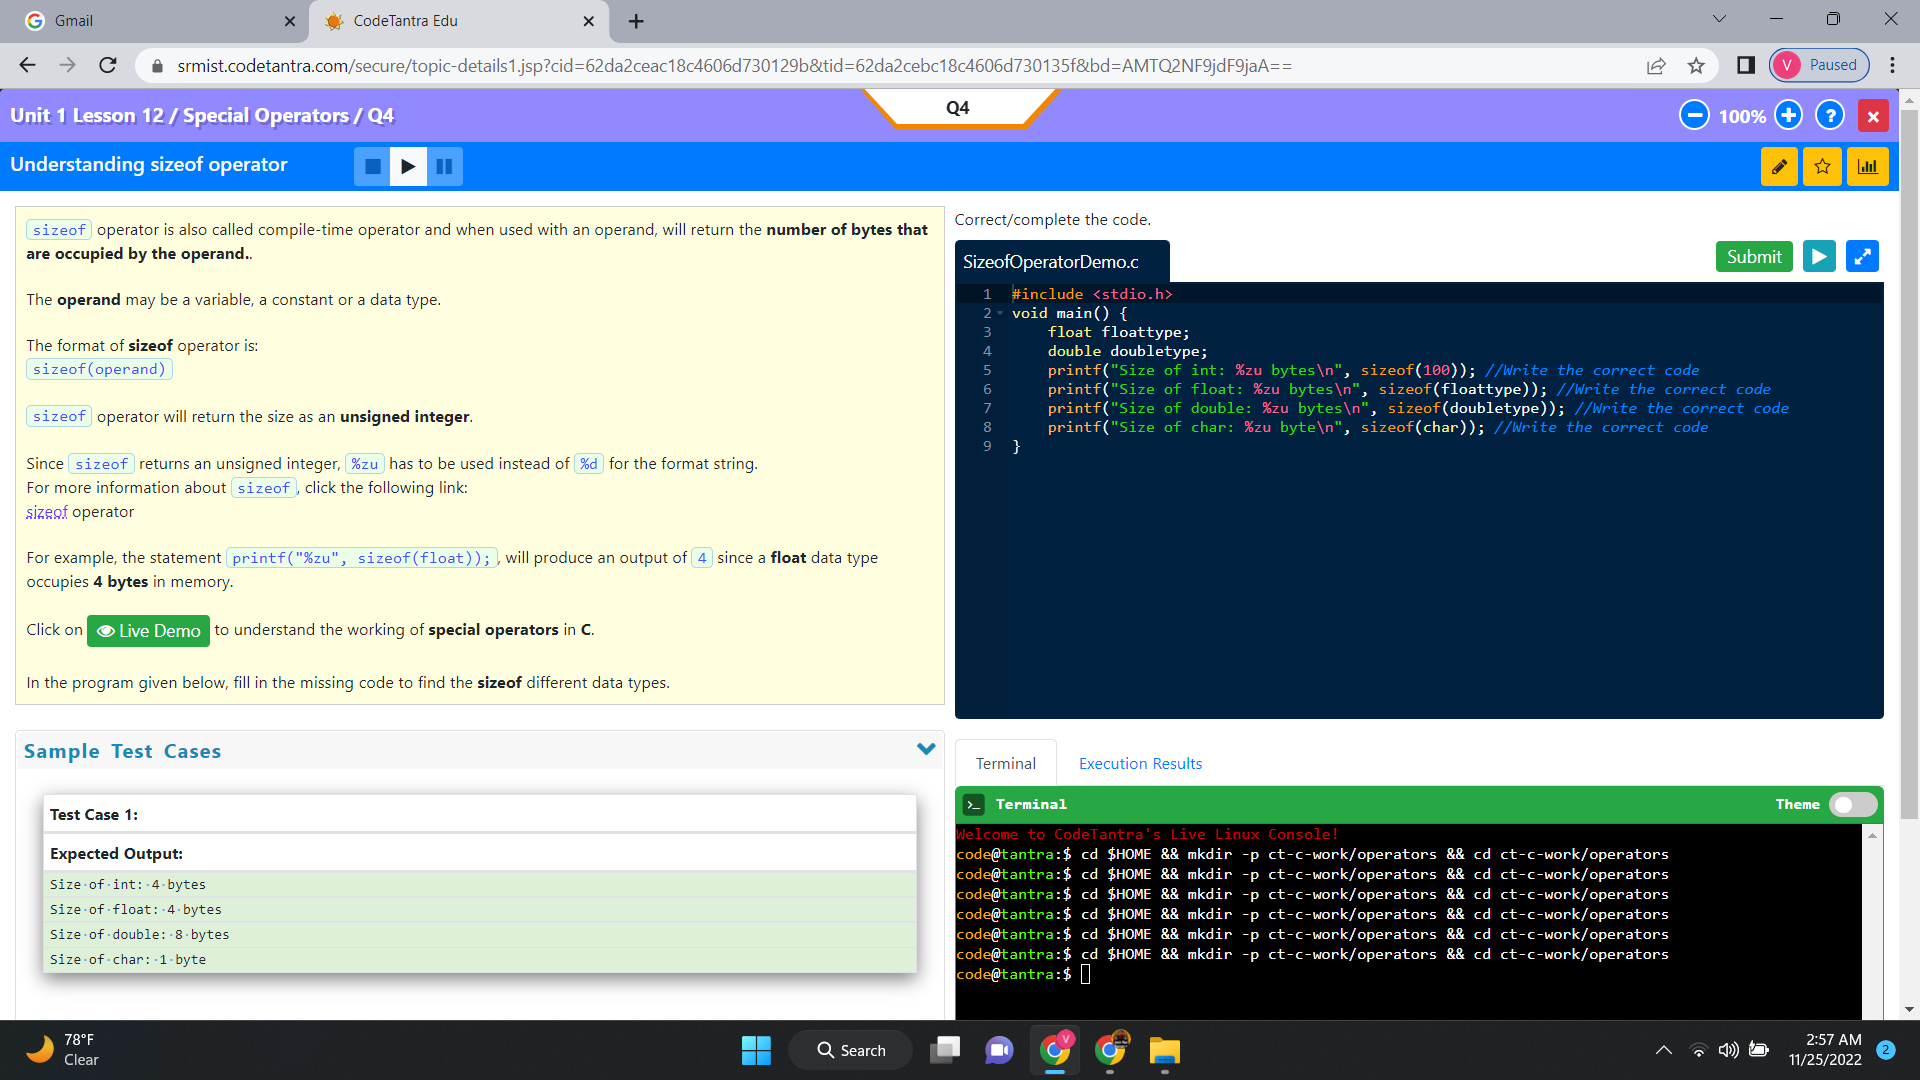 Gmail
CodeTantra Edu
srmist.codetantra.com/secure/topic-details1.jsp?cid=62da2ceac18c4606d730129b&tid=62da2cebc18c4606d730135f&bd=AMTQ2NF9jdF9jaA==
V Paused
Unit 1 Lesson 12 / Special Operators / Q4
Q4
100%
?
Understanding sizeof operator
sizeof operator is also called compile-time operator and when used with an operand, will return the number of bytes that
are occupied by the operand..
The operand may be a variable, a constant or a data type.
The format of sizeof operator is:
sizeof(operand)
sizeof operator will return the size as an unsigned integer.
Since sizeof returns an unsigned integer, %zu has to be used instead of %d for the format string.
For more information about sizeof, click the following link:
sizeof operator
For example, the statement printf("%zu", sizeof(float));, will produce an output of 4 since a float data type
occupies 4 bytes in memory.
Click on Live Demo to understand the working of special operators in C.
In the program given below, fill in the missing code to find the sizeof different data types.
Sample Test Cases
Test Case 1:
Expected Output:
Size·of·int:·4·bytes
Size·of·float:·4·bytes
Size·of·double:·8·bytes
Size·of·char:·1·byte
Correct/complete the code.
SizeofOperatorDemo.c
Submit
1 #include <stdio.h>
2 void main() {
3 float floattype;
4 double doubletype;
5 printf("Size of int: %zu bytes\n", sizeof(100)); //Write the correct code
6 printf("Size of float: %zu bytes\n", sizeof(floattype)); //Write the correct code
7 printf("Size of double: %zu bytes\n", sizeof(doubletype)); //Write the correct code
8 printf("Size of char: %zu byte\n", sizeof(char)); //Write the correct code
9 }
Terminal
Execution Results
Terminal
Theme
Welcome to CodeTantra's Live Linux Console!
code@tantra:$ cd $HOME && mkdir -p ct-c-work/operators && cd ct-c-work/operators
code@tantra:$ cd $HOME && mkdir -p ct-c-work/operators && cd ct-c-work/operators
code@tantra:$ cd $HOME && mkdir -p ct-c-work/operators && cd ct-c-work/operators
code@tantra:$ cd $HOME && mkdir -p ct-c-work/operators && cd ct-c-work/operators
code@tantra:$ cd $HOME && mkdir -p ct-c-work/operators && cd ct-c-work/operators
code@tantra:$ cd $HOME && mkdir -p ct-c-work/operators && cd ct-c-work/operators
code@tantra:$
78°F
Clear
Search
V
2:57 AM
11/25/2022
2